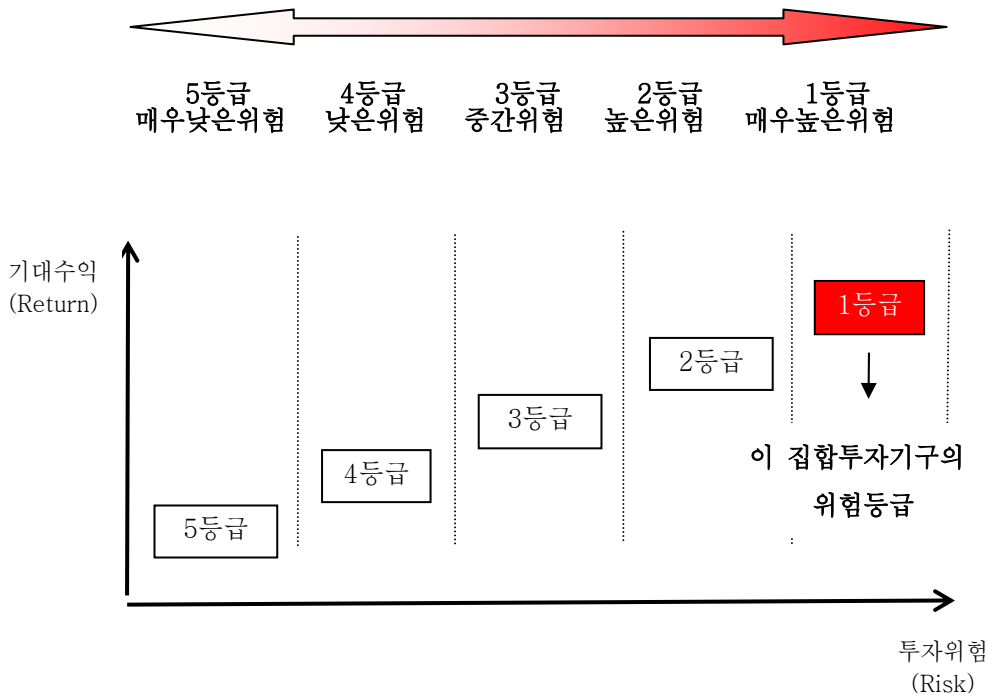 5등급 4등급 3등급 2등급 1등급
매우낮은위험 낮은위험 중간위험 높은위험 매우높은위험
기대수익
(Return)
1등급
2등급
3등급
4등급
5등급
이 집합투자기구의
위험등급
투자위험
(Risk)